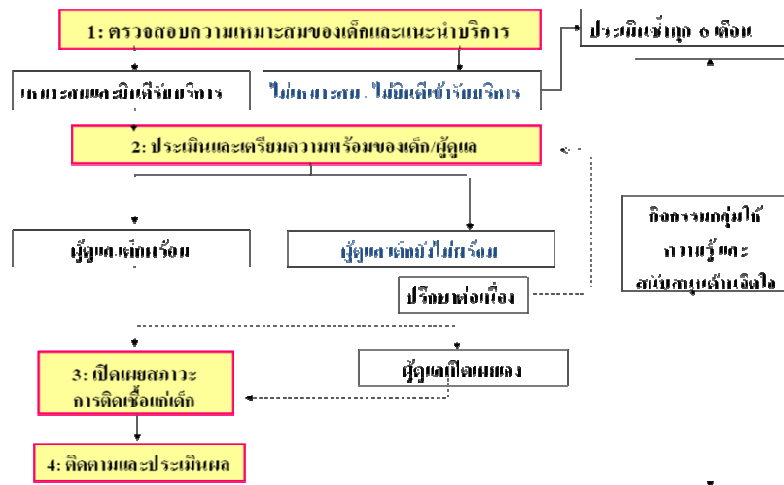 1: ตรวจสอบความเหมาะสมของเด็กและแนะนำบริการ
ประเมินซ้ำทุก 6 เดือน
เหมาะสมและยินดีรับบริการ
ไม่เหมาะสม / ไม่ยินดีเข้ารับบริการ
2: ประเมินและเตรียมความพร้อมของเด็ก/ผู้ดูแล
ผู้ดูแล/เด็กพร้อม
ผู้ดูแล/เด็กยังไม่พร้อม
กิจกรรมกลุ่มให้
ความรู้ และ
สนับสนุนด้านจิตใจ
ปรึกษาต่อเนื่อง
3: เปิดเผยสภาวะ
การติดเชื้อแก่เด็ก
ผู้ดูแลเปิดเผยเอง
4: ติดตามและประเมินผล